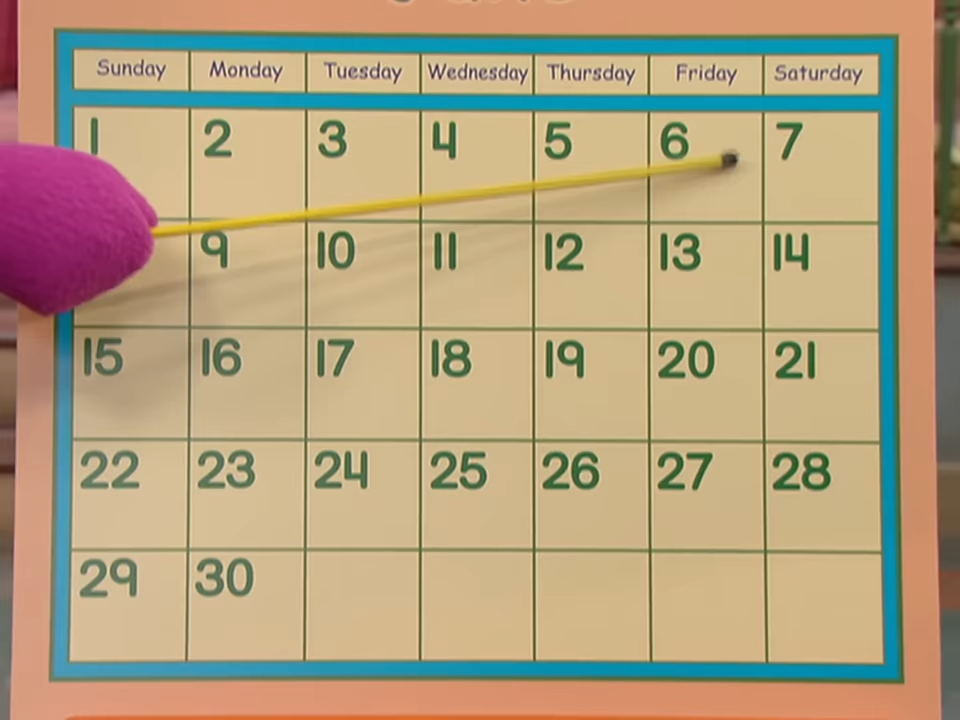 Sunday Monday Tuesday Wednesday Thursday Friday Saturday
1 2 3 4 5 6 7
9 10 11 12 13 14
15 16 17 18 19 20 21
22 23 24 25 26 27 28
29 30